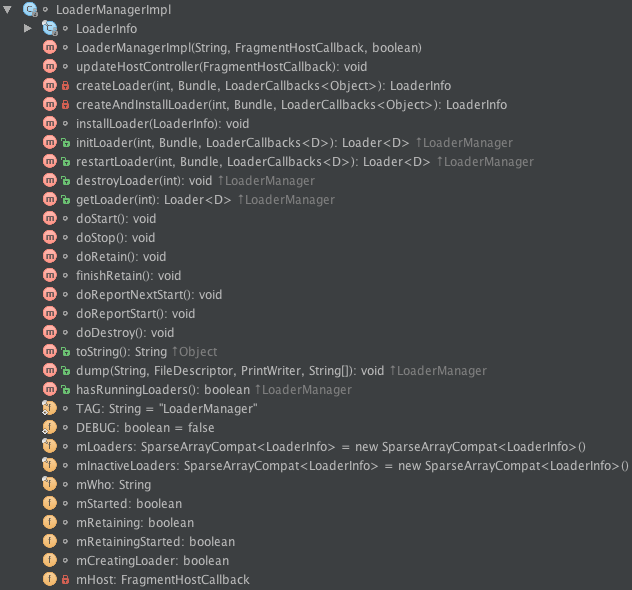 LoaderManagerImpl
LoaderInfo
LoaderManagerImpl(String, FragmentHostCallback, boolean)
updateHostController(FragmentHostCallback): void
createLoader(int, Bundle, LoaderCallbacks<Object>): LoaderInfo
createAndInstallLoader(int, Bundle, LoaderCallbacks<Object>): LoaderInfo
installLoader(LoaderInfo): void
initLoader(int, Bundle, LoaderCallbacks<D>): Loader<D> ↑LoaderManager
restartLoader(int, Bundle, LoaderCallbacks<D>): Loader<D> ↑LoaderManager
destroyLoader(int): void ↑LoaderManager
getLoader(int): Loader<D> ↑LoaderManager
doStart(): void
doStop(): void
doRetain(): void
finishRetain(): void
doReportNextStart(): void
doReportStart(): void
doDestroy(): void
toString(): String ↑Object
dump(String, FileDescriptor, PrintWriter, String[]): void ↑LoaderManager
hasRunningLoaders(): boolean ↑LoaderManager
TAG: String = "LoaderManager"
DEBUG: boolean = false
mLoaders: SparseArrayCompat<LoaderInfo> = new SparseArrayCompat<LoaderInfo>()
mInactiveLoaders: SparseArrayCompat<LoaderInfo> = new SparseArrayCompat<LoaderInfo>()
mWho: String
mStarted: boolean
mRetaining: boolean
mRetainingStarted: boolean
mCreatingLoader: boolean
mHost: FragmentHostCallback